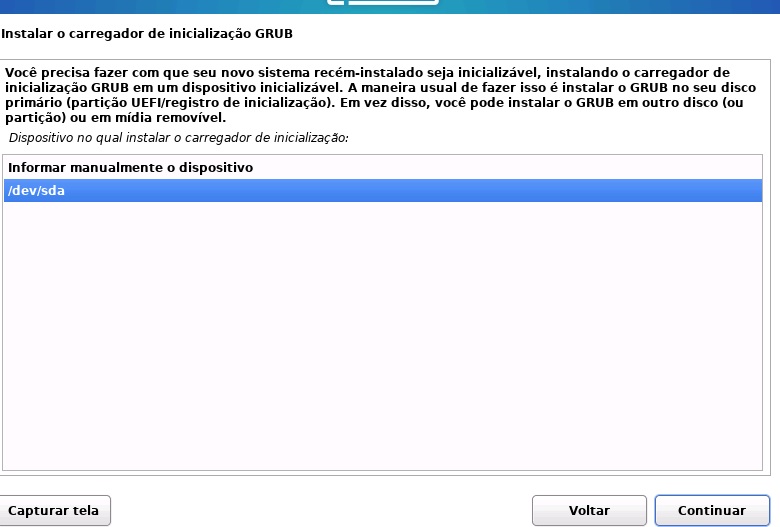 Instalar o carregador de inicialização GRUB
Você precisa fazer com que seu novo sistema recém-instalado seja inicializável, instalando o carregador de
inicialização GRUB em um dispositivo inicializável. A maneira usual de fazer isso é instalar o GRUB no seu disco
primário (partição UEFI/registro de inicialização). Em vez disso, você pode instalar o GRUB em outro disco (ou
partição) ou em mídia removível.
Dispositivo no qual instalar o carregador de inicialização:
Informar manualmente o dispositivo
/dev/sda
Capturar tela
Voltar
Continuar